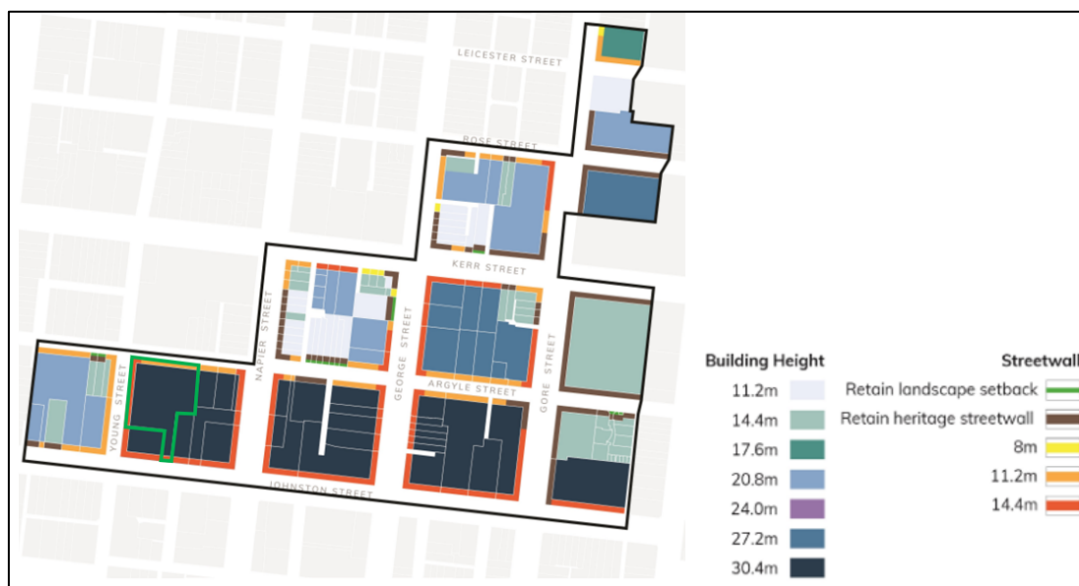 LEICESTER STREET
ROSE STREET
KERR STREET
NAPIER STREET
GEORGE STREET
GORE STREET
ARGYLE STREET
YOUNG STREET
JOHNSTON STREET
Building Height
11.2m
14.4m
17.6m
20.8m
24.0m
27.2m
30.4m
Streetwall
Retain landscape setback
Retain heritage streetwall
8m
11.2m
14.4m